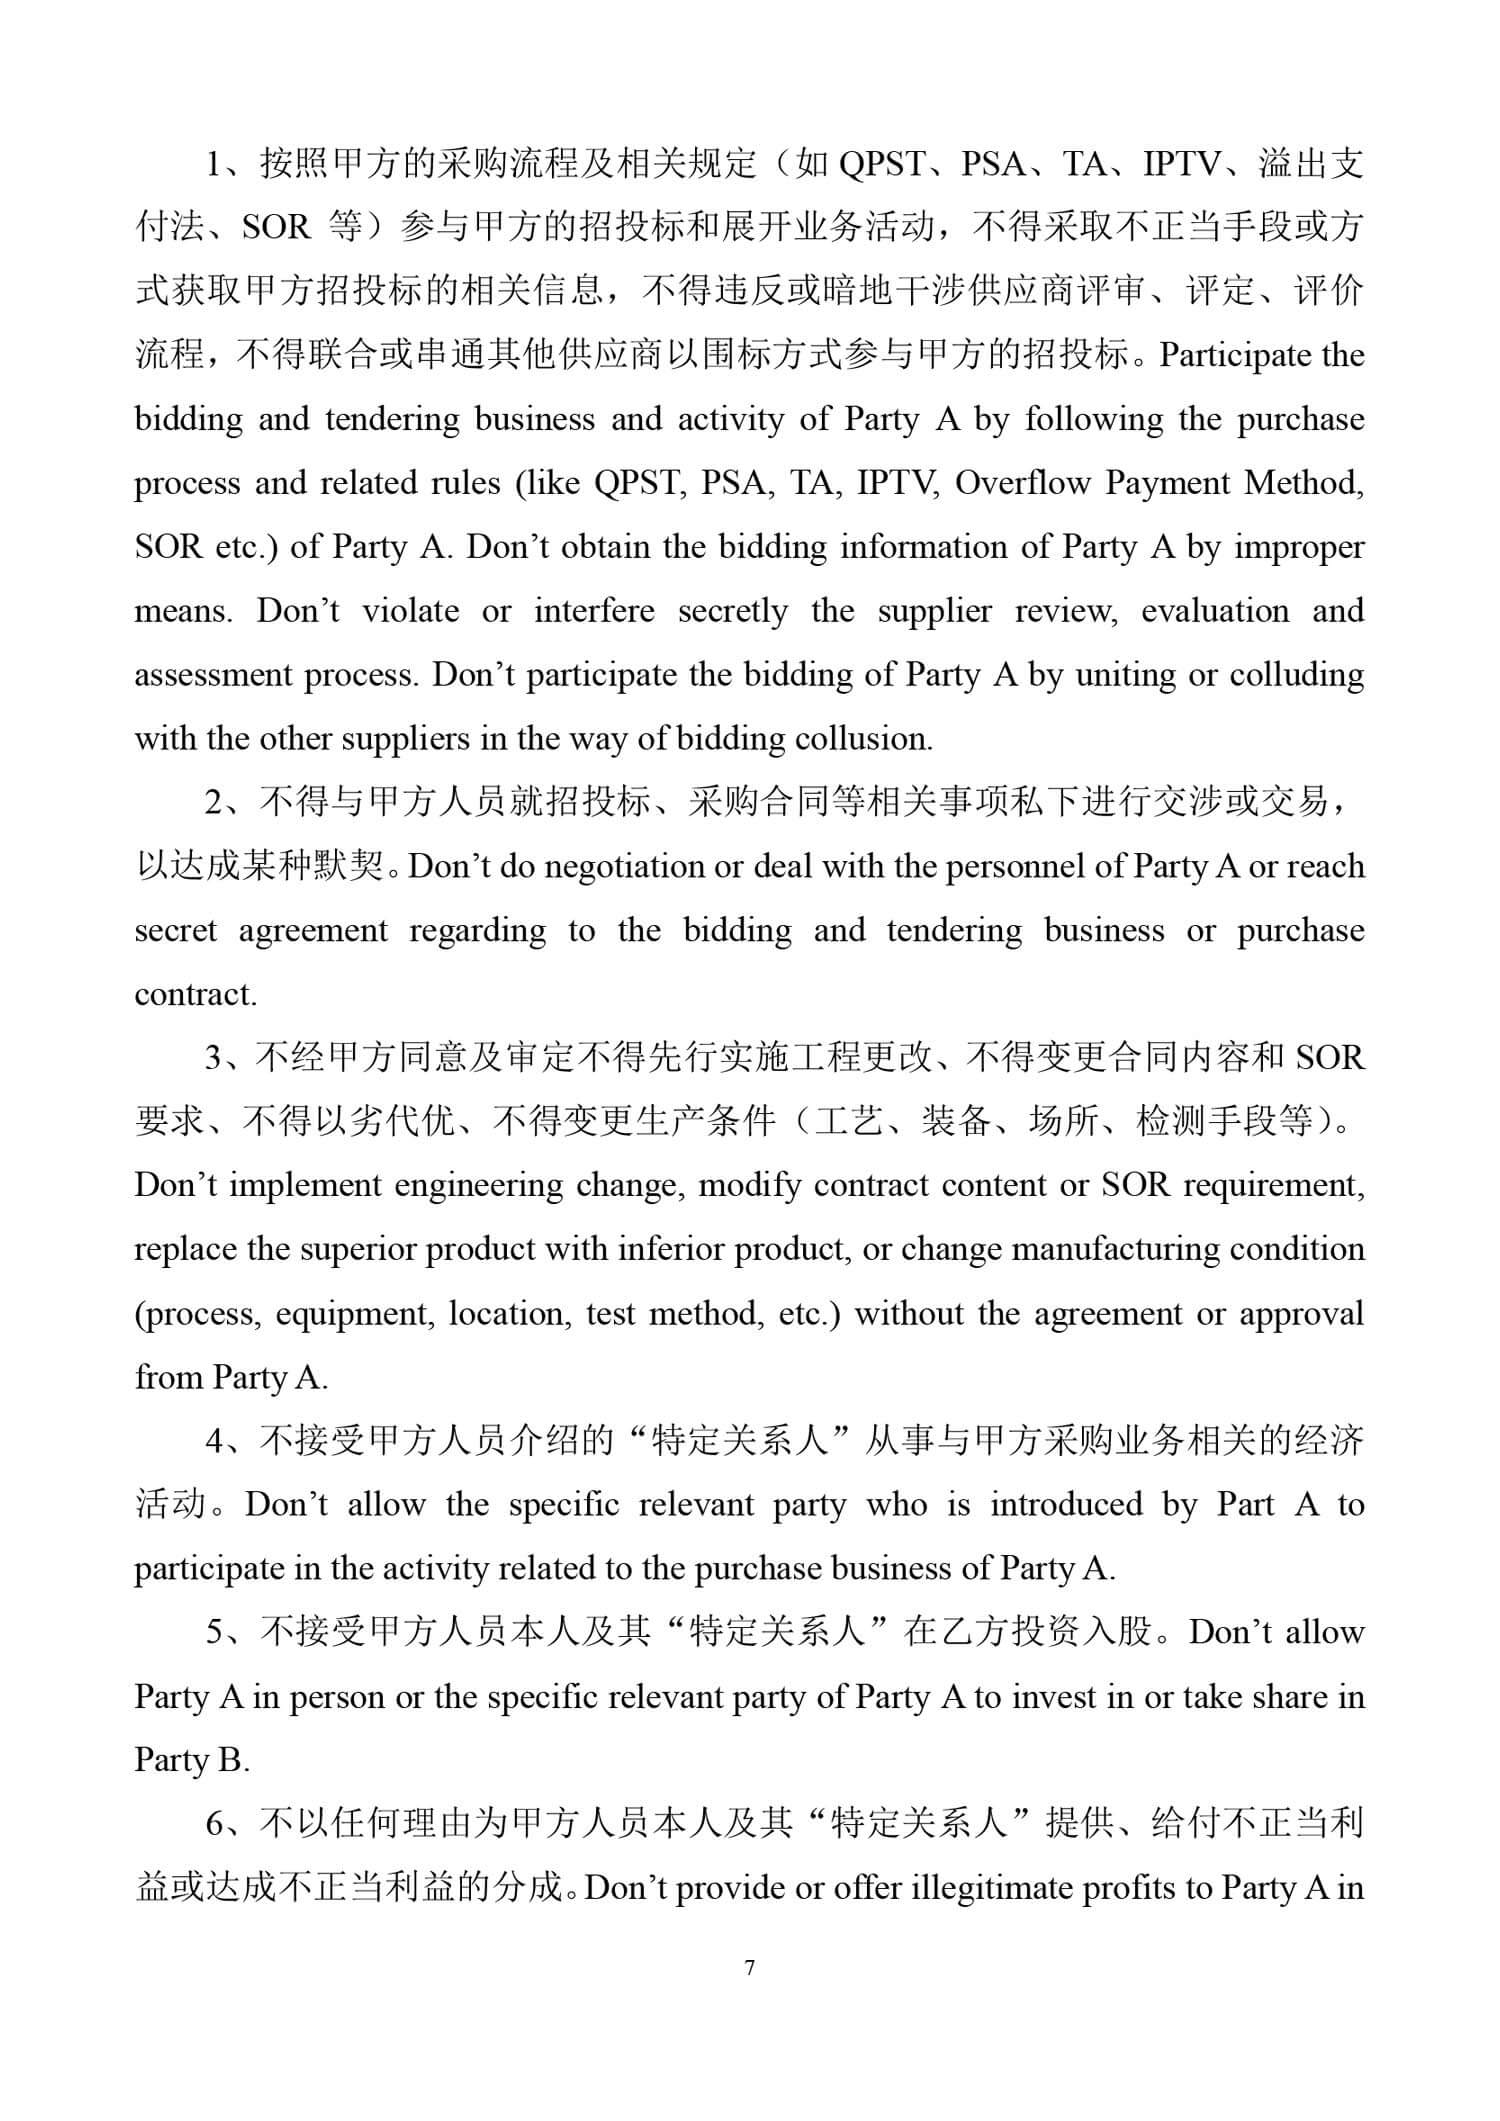 1、按照甲方的采购流程及相关规定（如 QPST、PSA、TA、IPTV、溢出支
付法、SOR 等）参与甲方的招投标和展开业务活动，不得采取不正当手段或方
式获取甲方招投标的相关信息，不得违反或暗地干涉供应商评审、评定、评价
流程，不得联合或串通其他供应商以围标方式参与甲方的招投标。Participate the
bidding and tendering business and activity of Party A by following the purchase
process and related rules (like QPST, PSA, TA, IPTV, Overflow Payment Method,
SOR etc.) of Party A. Don’t obtain the bidding information of Party A by improper
means. Don’t violate or interfere secretly the supplier review, evaluation and
assessment process. Don’t participate the bidding of Party A by uniting or colluding
with the other suppliers in the way of bidding collusion.
2、不得与甲方人员就招投标、采购合同等相关事项私下进行交涉或交易，
以达成某种默契。Don’t do negotiation or deal with the personnel of Party A or reach
secret agreement regarding to the bidding and tendering business or purchase
contract.
3、不经甲方同意及审定不得先行实施工程更改、不得变更合同内容和 SOR
要求、不得以劣代优、不得变更生产条件（工艺、装备、场所、检测手段等）。
Don’t implement engineering change, modify contract content or SOR requirement,
replace the superior product with inferior product, or change manufacturing condition
(process, equipment, location, test method, etc.) without the agreement or approval
from Party A.
4、不接受甲方人员介绍的“特定关系人”从事与甲方采购业务相关的经济
活动。Don’t allow the specific relevant party who is introduced by Part A to
participate in the activity related to the purchase business of Party A.
5、不接受甲方人员本人及其“特定关系人”在乙方投资入股。Don’t allow
Party A in person or the specific relevant party of Party A to invest in or take share in
Party B.
6、不以任何理由为甲方人员本人及其“特定关系人”提供、给付不正当利
益或达成不正当利益的分成。Don’t provide or offer illegitimate profits to Party A in
7